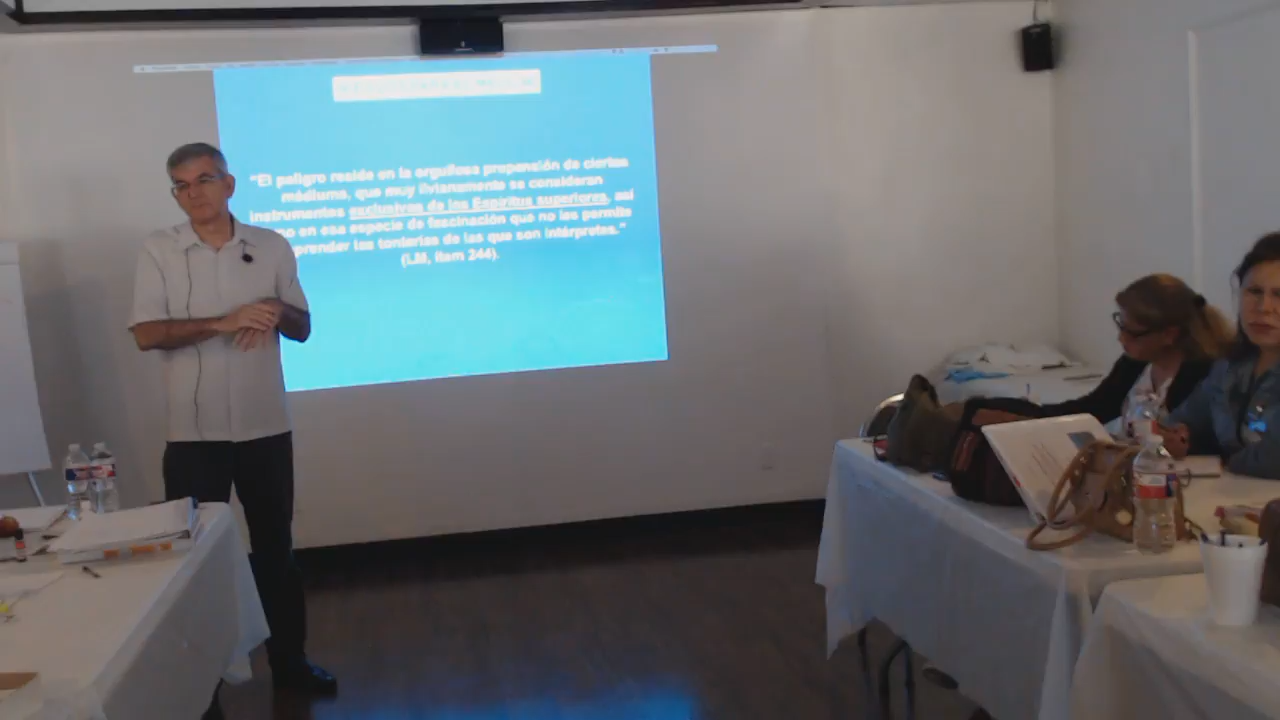 “El peligro reside en la orgullosa propensión de ciertos
médiums, que muy livianamente se consideran
instrumentos exclusivos de los Espíritus superiores, así
en esa especie de fascinación que no les permite
las tonterías de las que son intérpretes.”
(LM, ítem 244).